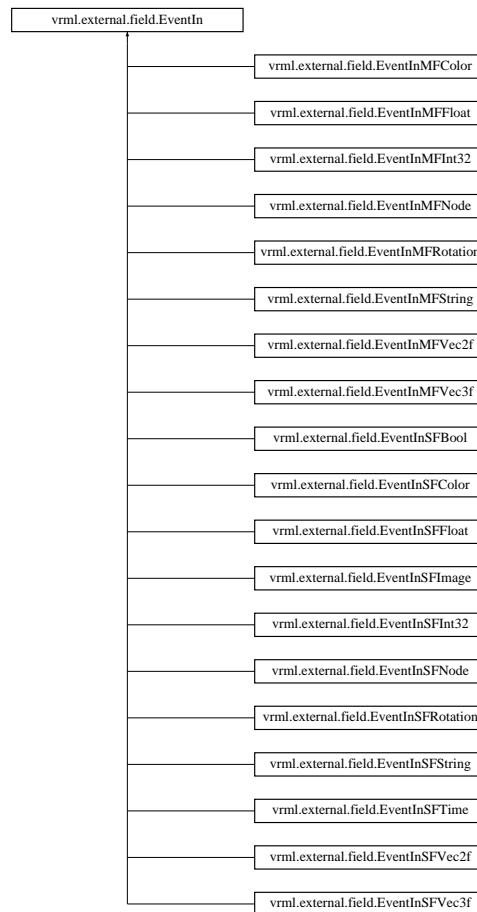 vrml.external.field.EventIn
vrml.external.field.EventInMFColor
vrml.external.field.EventInMFFloat
vrml.external.field.EventInMFInt32
vrml.external.field.EventInMFNode
vrml.external.field.EventInMFRotation
vrml.external.field.EventInMFString
vrml.external.field.EventInMFVec2f
vrml.external.field.EventInMFVec3f
vrml.external.field.EventInSFBool
vrml.external.field.EventInSFColor
vrml.external.field.EventInSFFloat
vrml.external.field.EventInSFImage
vrml.external.field.EventInSFInt32
vrml.external.field.EventInSFNode
vrml.external.field.EventInSFRotation
vrml.external.field.EventInSFString
vrml.external.field.EventInSFTime
vrml.external.field.EventInSFVec2f
vrml.external.field.EventInSFVec3f